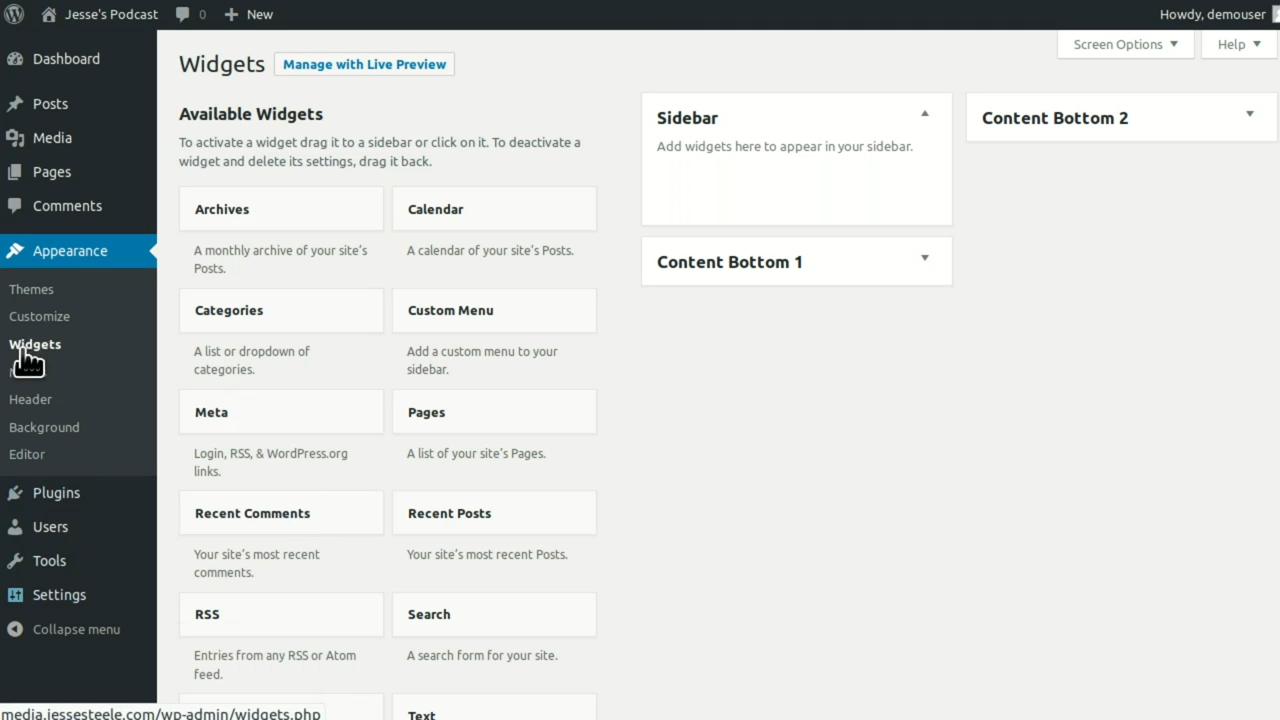 Jesse's Podcast
0
New
Howdy, demouser
Dashboard
Posts
Media
Pages
Comments
Appearance
Themes
Customize
Widgets
Header
Background
Editor
Plugins
Users
Tools
Settings
Collapse menu
Screen Options
Help
Widgets
Manage with Live Preview
Available Widgets
To activate a widget drag it to a sidebar or click on it. To deactivate a
widget and delete its settings, drag it back.
Archives
A monthly archive of your site's
Posts.
Calendar
A calendar of your site's Posts.
Categories
A list or dropdown of
categories.
Custom Menu
Add a custom menu to your
sidebar.
Meta
Login, RSS, & WordPress.org
links.
Pages
A list of your site's Pages.
Recent Comments
Your site's most recent
comments.
Recent Posts
Your site's most recent Posts.
RSS
Entries from any RSS or Atom
feed.
Search
A search form for your site.
Text
Sidebar
Add widgets here to appear in your sidebar.
Content Bottom 1
Content Bottom 2
media.jessesteele.com/wp-admin/widgets.php